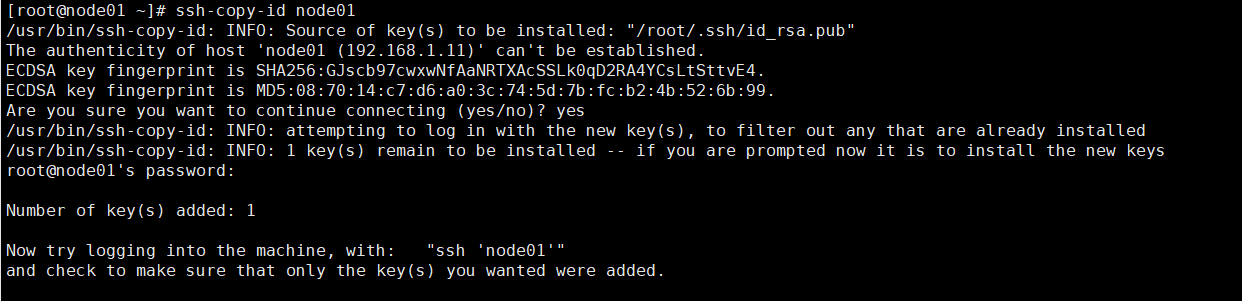 [root@node01 ~]# ssh-copy-id node01
/usr/bin/ssh-copy-id: INFO: Source of key(s) to be installed: "/root/.ssh/id_rsa.pub"
The authenticity of host 'node01 (192.168.1.11)' can't be established.
ECDSA key fingerprint is SHA256:GJscb97cwxwNfAaNRTXAcSSLk0qD2RA4YCsLtSttvE4.
ECDSA key fingerprint is MD5:08:70:14:c7:d6:a0:3c:74:5d:7b:fc:b2:4b:52:6b:99.
Are you sure you want to continue connecting (yes/no)? yes
/usr/bin/ssh-copy-id: INFO: attempting to log in with the new key(s), to filter out any that are already installed
/usr/bin/ssh-copy-id: INFO: 1 key(s) remain to be installed -- if you are prompted now it is to install the new keys
root@node01's password:
Number of key(s) added: 1
Now try logging into the machine, with:   "ssh 'node01'"
and check to make sure that only the key(s) you wanted were added.